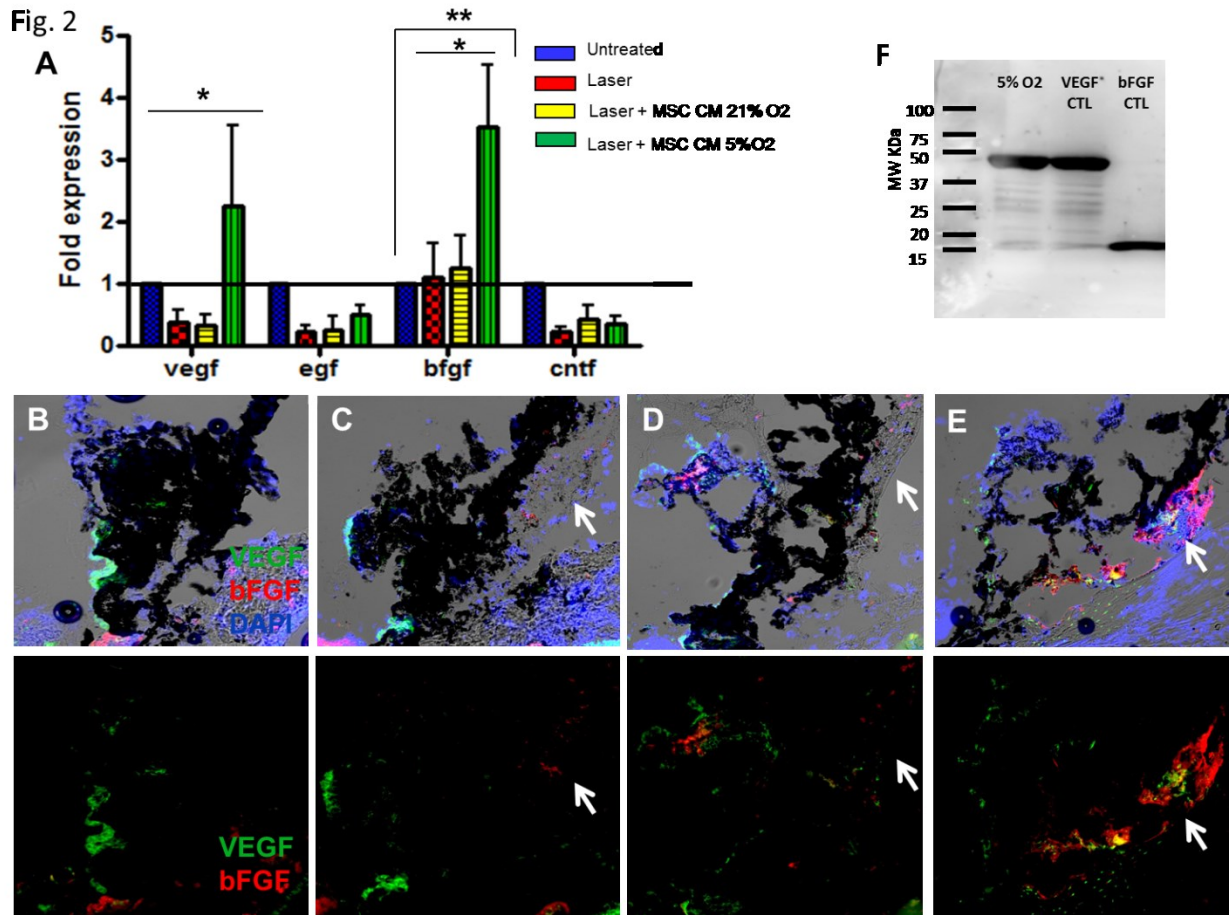 Fig. 2
A
Fold expression
5
4
3
2
1
0
*
**
*
vegf
egf
bfgf
cntf
Untreated
Laser
Laser + MSC CM 21% O2
Laser + MSC CM 5%O2
F
5% O2
VEGF* CTL
bFGF CTL
MW KDa
100
75
50
37
25
20
15
B
VEGF
bFGF
DAPI
C
D
E
VEGF
bFGF